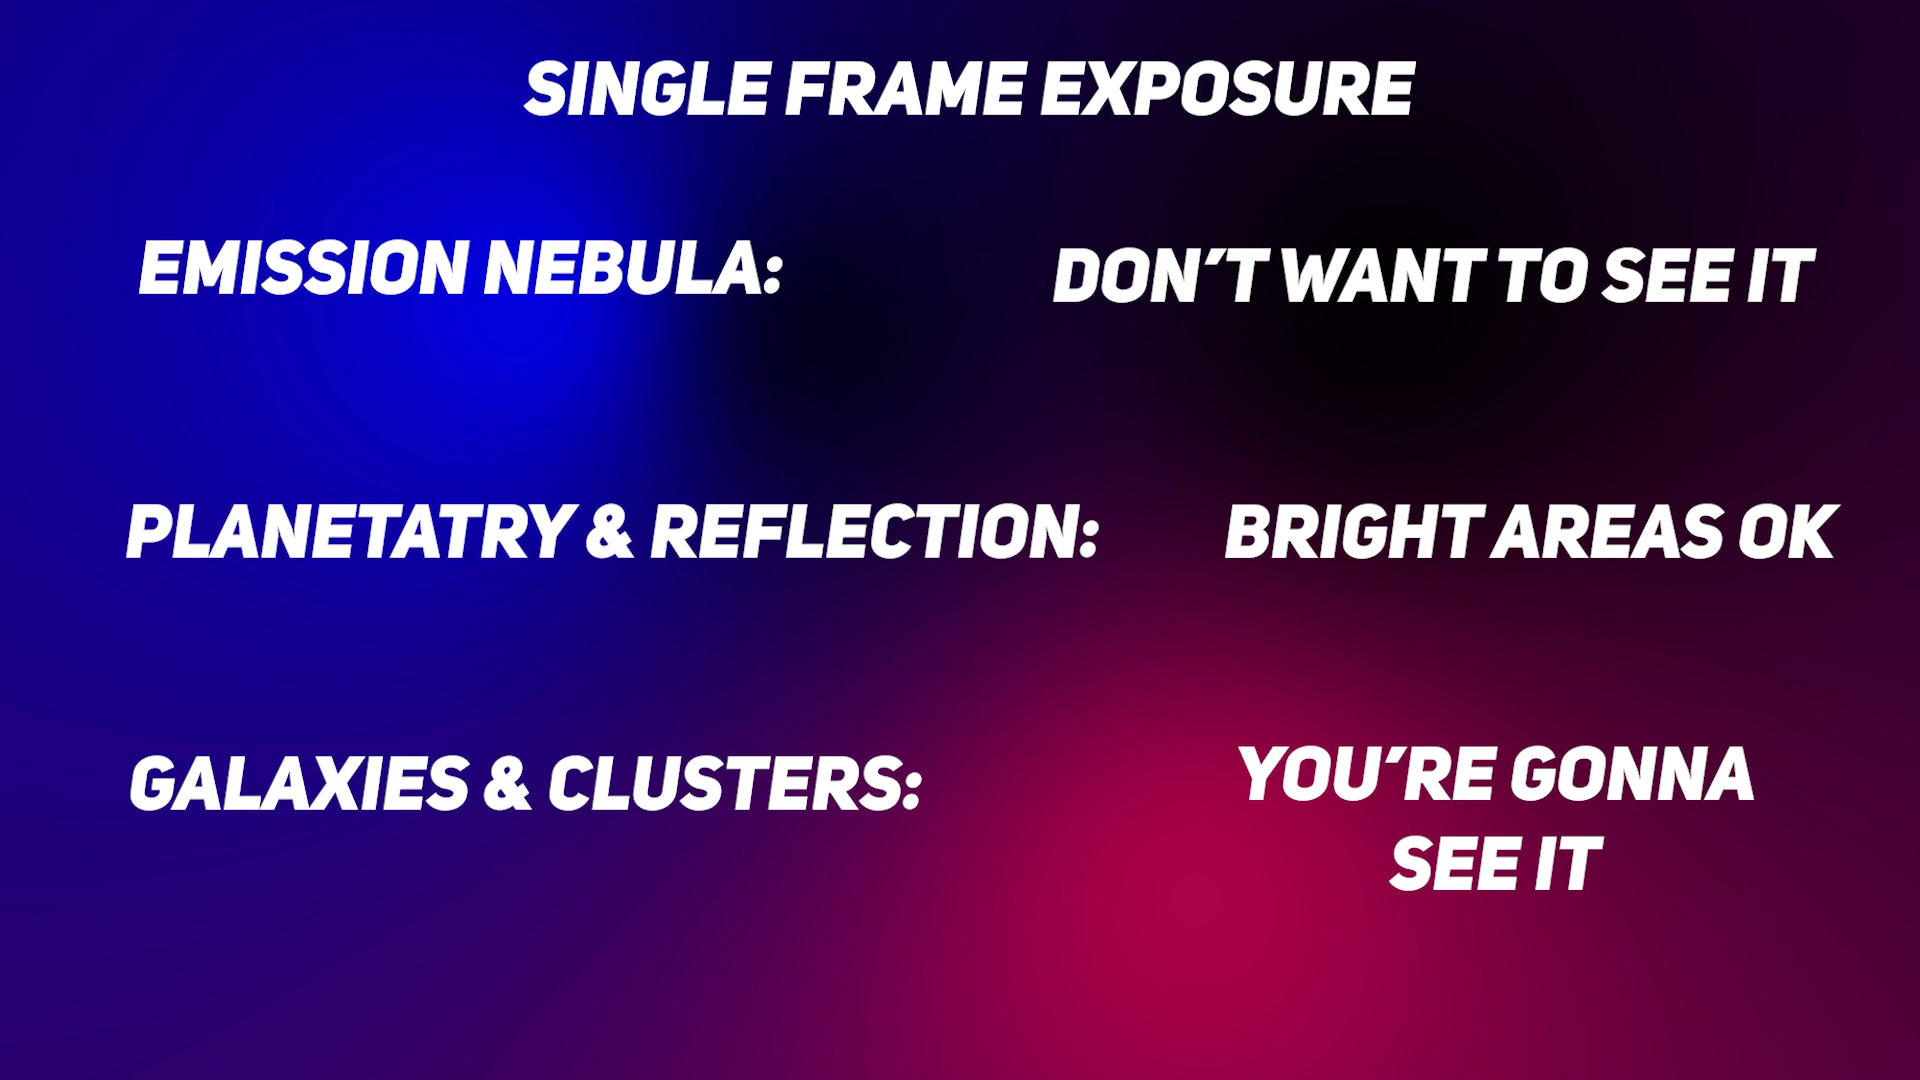 SINGLE FRAME EXPOSURE
EMISSION NEBULA: DON'T WANT TO SEE IT
PLANETATRY & REFLECTION: BRIGHT AREAS OK
GALAXIES & CLUSTERS: YOU'RE GONNA
SEE IT